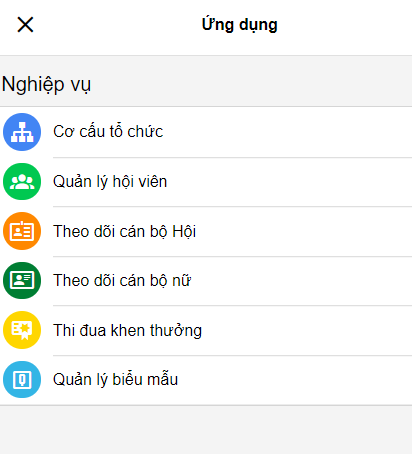 Ứng dụng
Nghiệp vụ
Cơ cấu tổ chức
Quản lý hội viên
Theo dõi cán bộ Hội
Theo dõi cán bộ nữ
Thi đua khen thưởng
Quản lý biểu mẫu